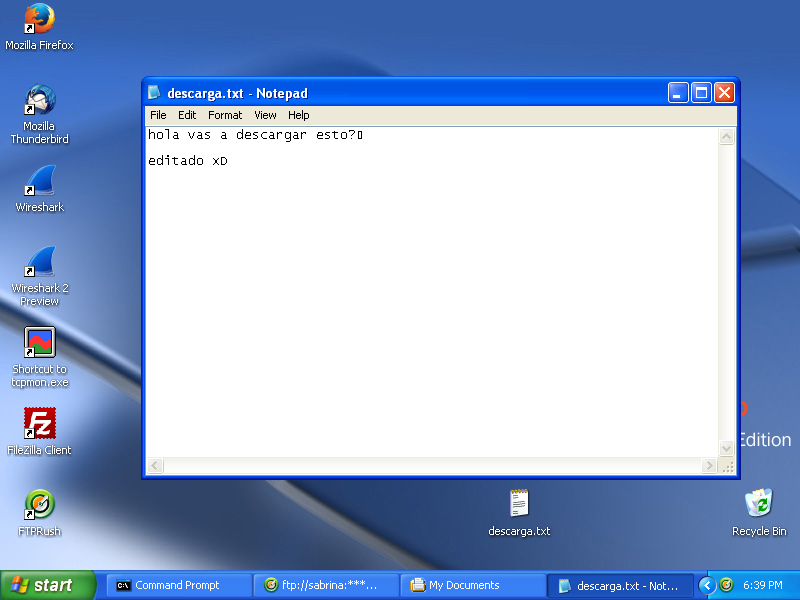 Mozilla Firefox
Mozilla
Thunderbird
Wireshark
Wireshark 2
Preview
Shortcut to
tcpmon.exe
FileZilla Client
FTPRush
descarga.txt - Notepad
File Edit Format View Help
hola vas a descargar esto?▯
editado xD
Edition
descarga.txt
Recycle Bin
start
Command Prompt
ftp://sabrina:***...
My Documents
descarga.txt - Not...
6:39 PM